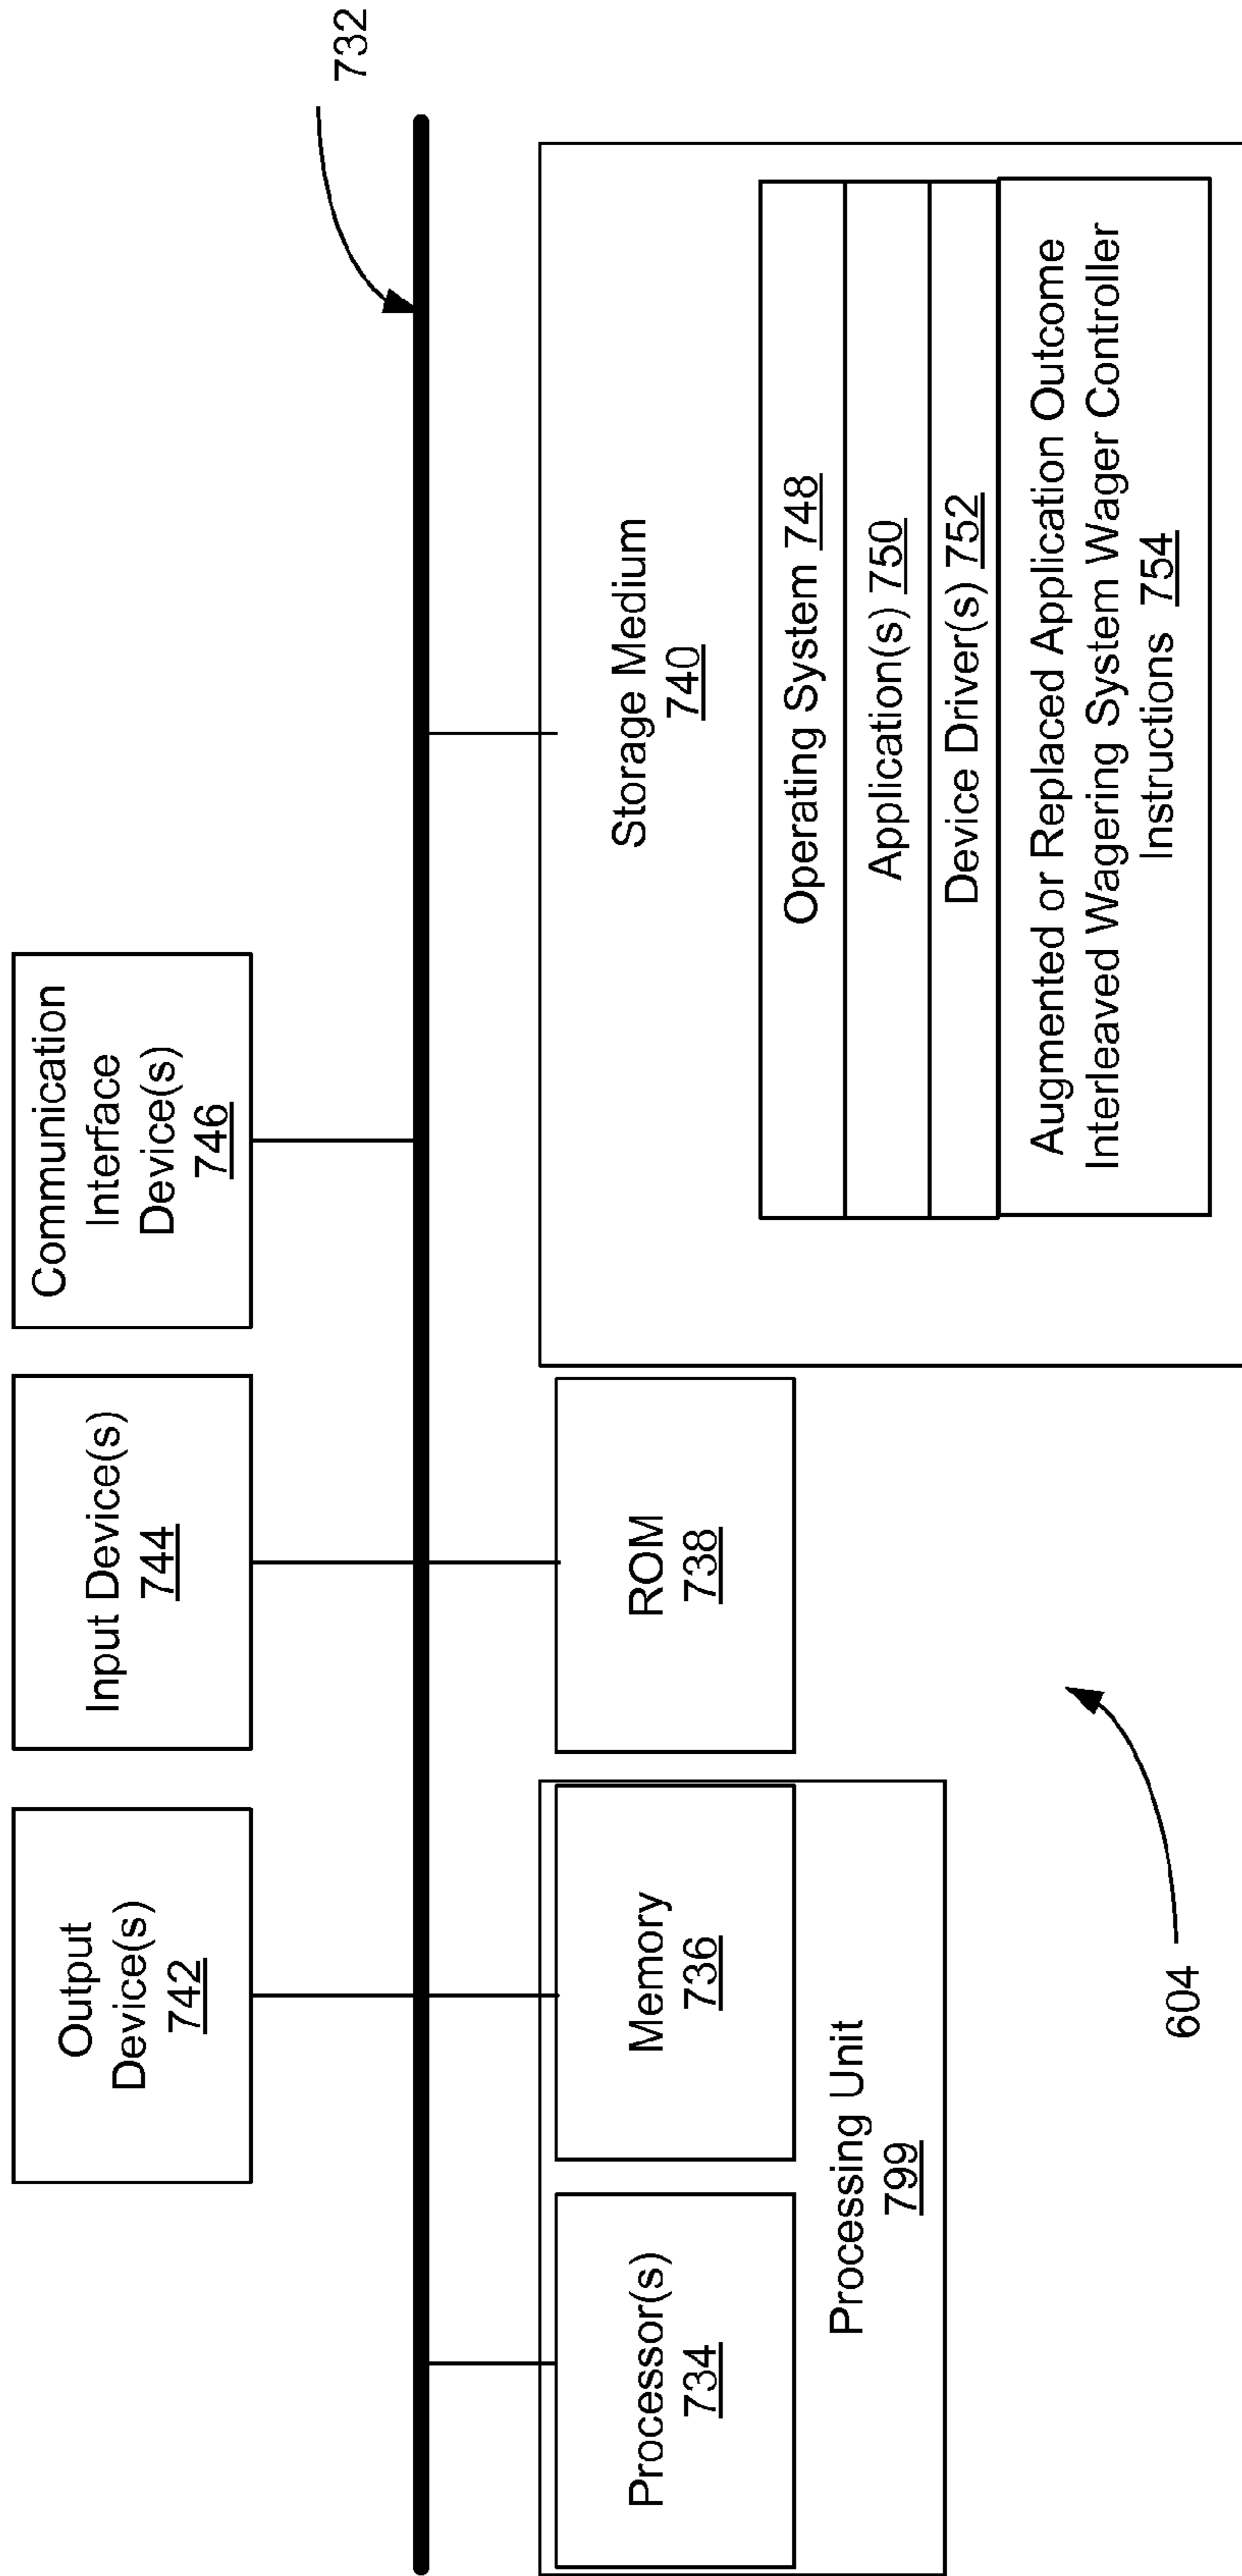 732
Output
Device(s)
742
Input Device(s)
744
Communication
Interface
Device(s)
746
Processor(s)
734
Memory
736
Processing Unit
799
ROM
738
Storage Medium
740
Operating System 748
Application(s) 750
Device Driver(s) 752
Augmented or Replaced Application Outcome
Interleaved Wagering System Wager Controller
Instructions 754
604